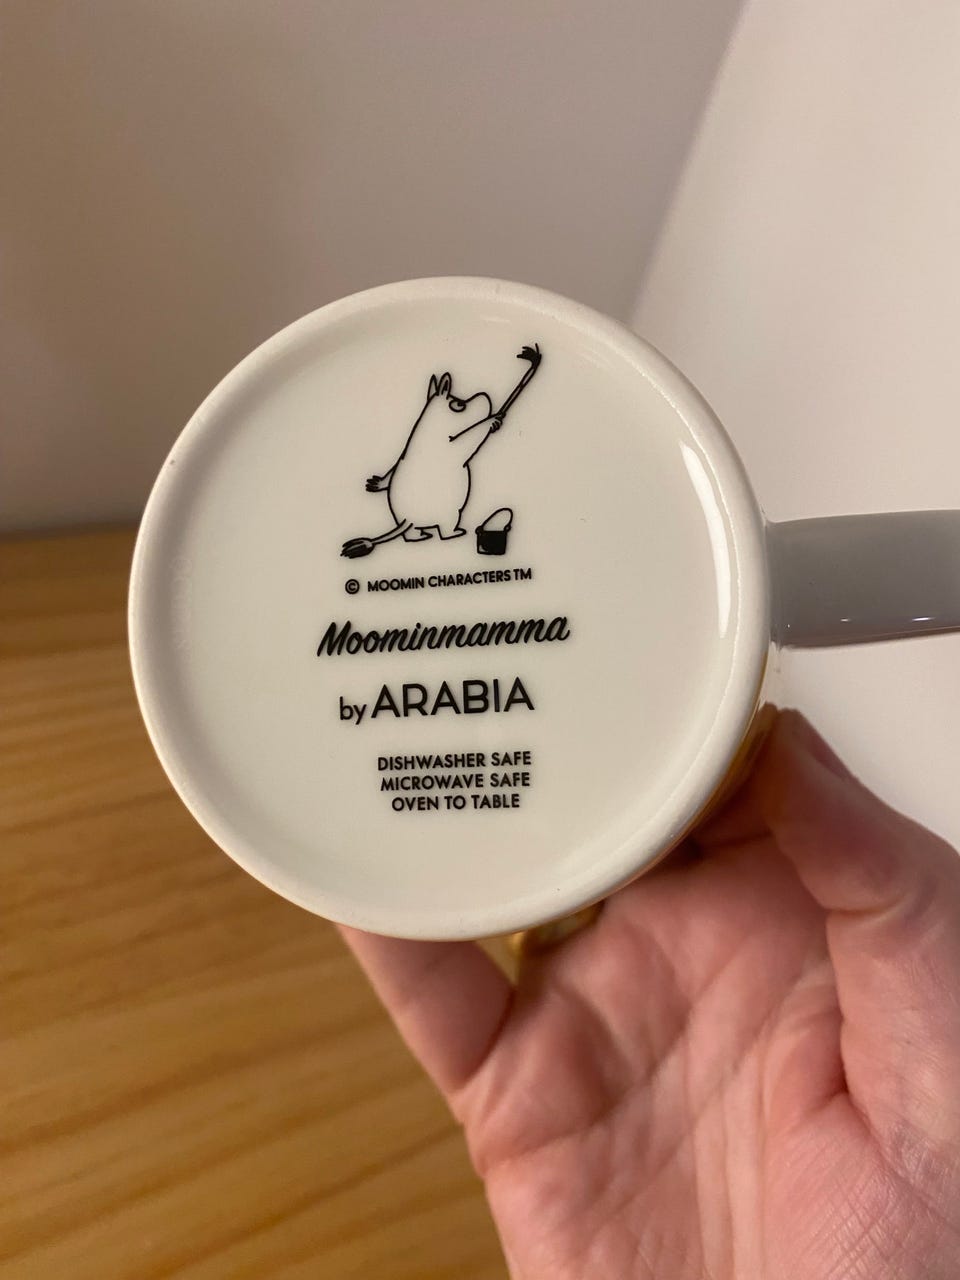 © MOOMIN CHARACTERS TM
Moominmamma
by ARABIA
DISHWASHER SAFE
MICROWAVE SAFE
OVEN TO TABLE